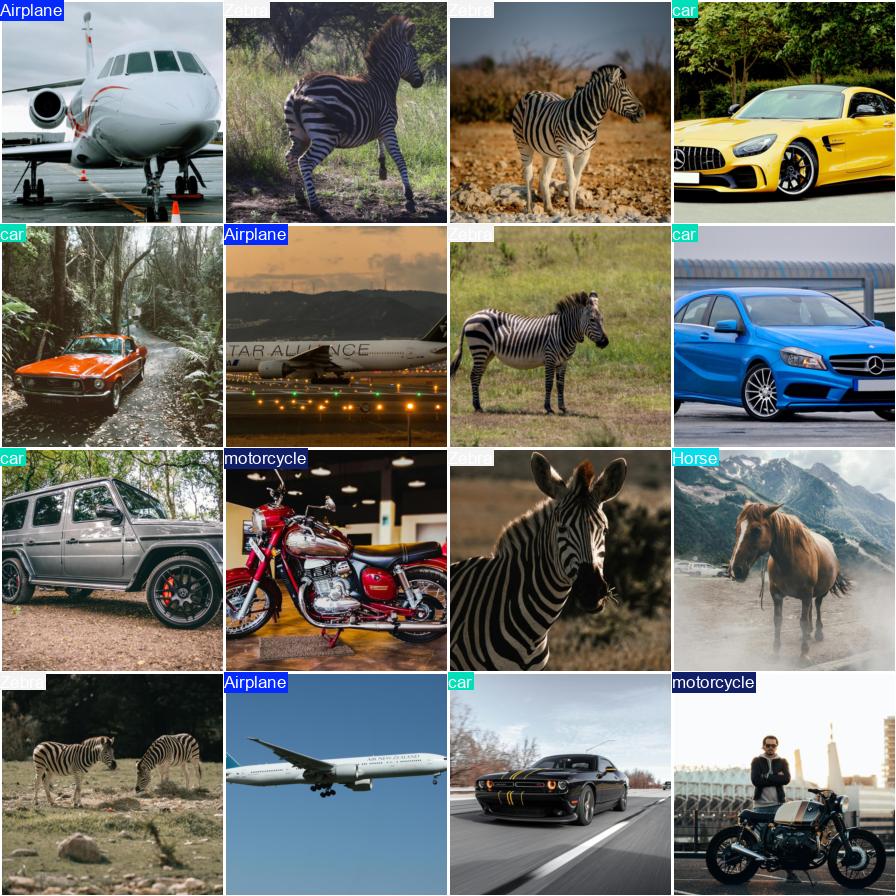 Airplane
Zebra
Zebra
car
car
Airplane
TAR ALLIANCE
Zebra
car
car
motorcycle
Zebra
Horse
Zebra
Airplane
AIR NEW ZEALAND
car
motorcycle